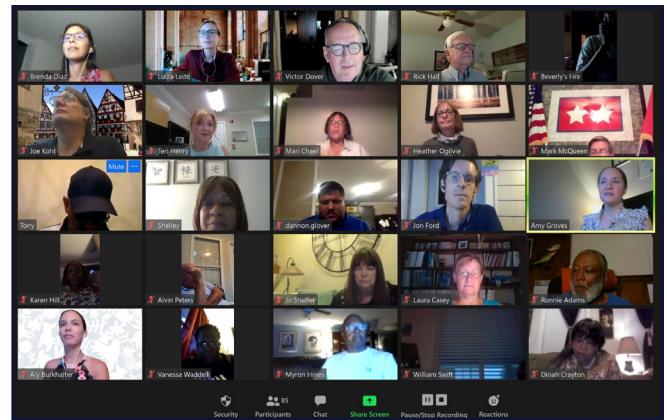 Brenda Diaz
Luiza Leite
Victor Dover
Rick Hall
Beverly's Fire
Joe Kohl
Teri Henry
Mari Chael
Heather Ogilvie
Mark McQueen
Mute
Tony
Shelley
dannon.glover
Jon Ford
Amy Groves
Karen Hill
Alvin Peters
Jo Shaffer
Laura Casey
Ronnie Adams
Aly Burkhalter
Vanessa Waddell
Myron Hines
William Swift
Dinah Crayton
85
Security
Participants
Chat
Share Screen
Pause/Stop Recording
Reactions